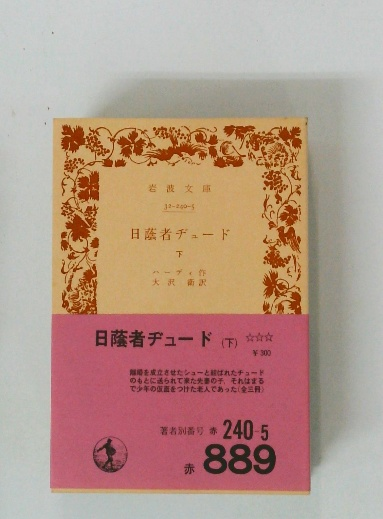 岩波文庫
32-240-5
日蔭者ヂュード
下
ハーディ作
大沢衛訳
日蔭者ヂュード (下) ☆☆☆
￥300
離婚を成立させたシューと結ばれたヂュード
のもとに送られて来た先妻の子，それはまる
で少年の仮面をつけた老人であった(全三冊)
著者別番号 赤 240-5
赤 889